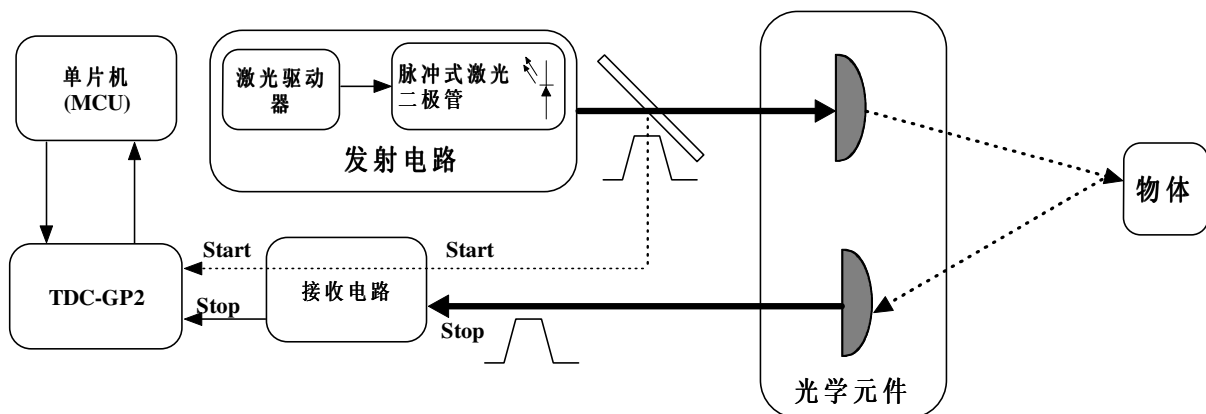 单片机
(MCU)
激光驱动
器
脉冲式激光
二极管
发射电路
物体
Start
Start
TDC-GP2
接收电路
Stop
Stop
光学元件